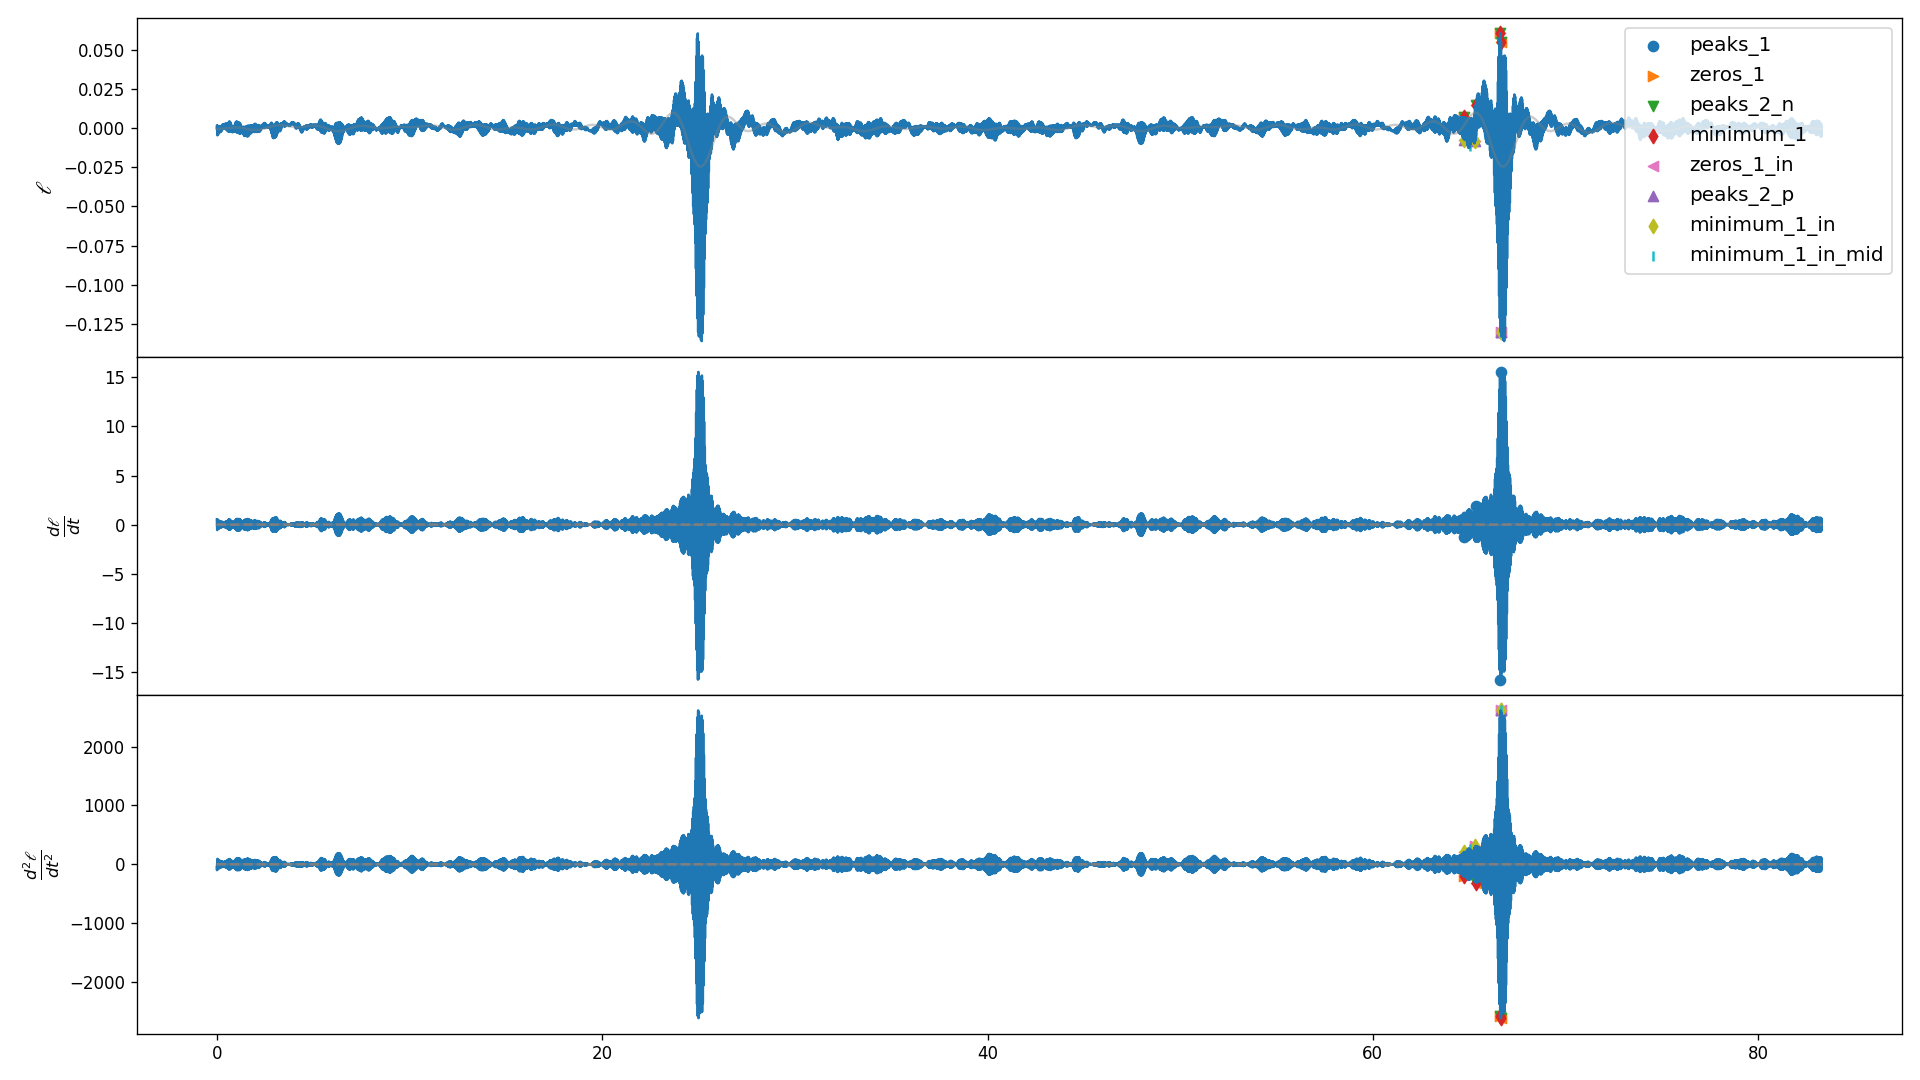 0.050
0.025
0.000
−0.025
−0.050
−0.075
−0.100
−0.125
ℓ
peaks_1
zeros_1
peaks_2_n
minimum_1
zeros_1_in
peaks_2_p
minimum_1_in
minimum_1_in_mid
15
10
5
0
−5
−10
−15
dℓ
dt
2000
1000
0
−1000
−2000
d²ℓ
dt²
0 20 40 60 80